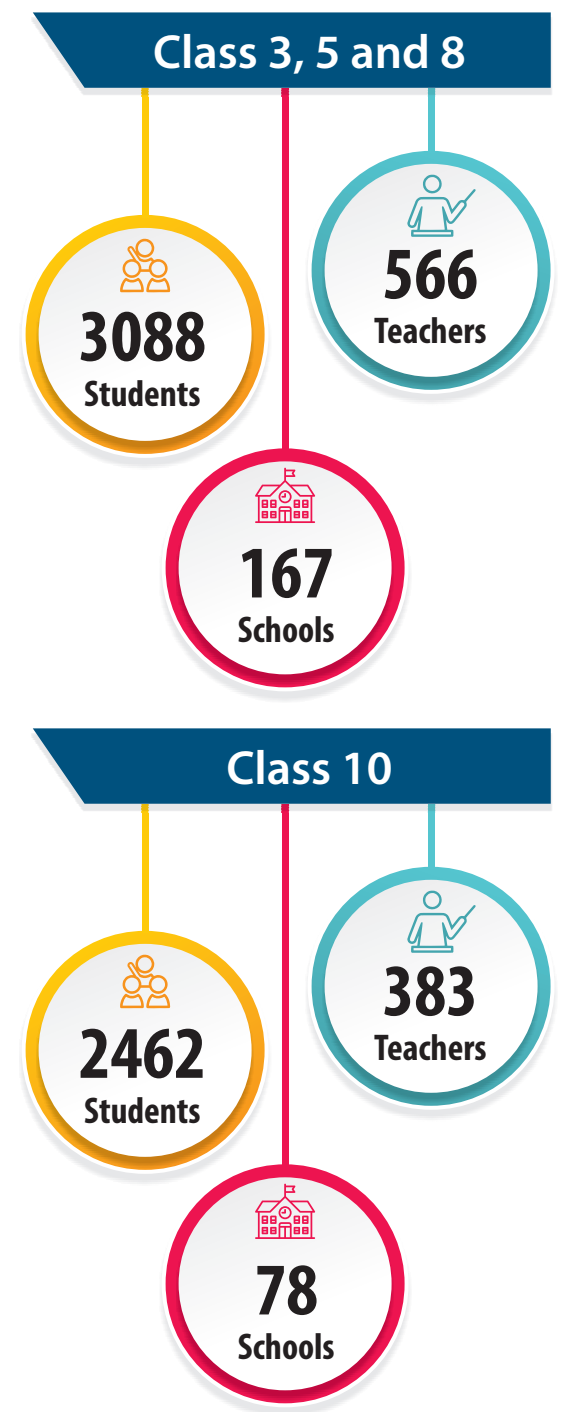 Class 3, 5 and 8
3088
Students
566
Teachers
167
Schools
Class 10
2462
Students
383
Teachers
78
Schools